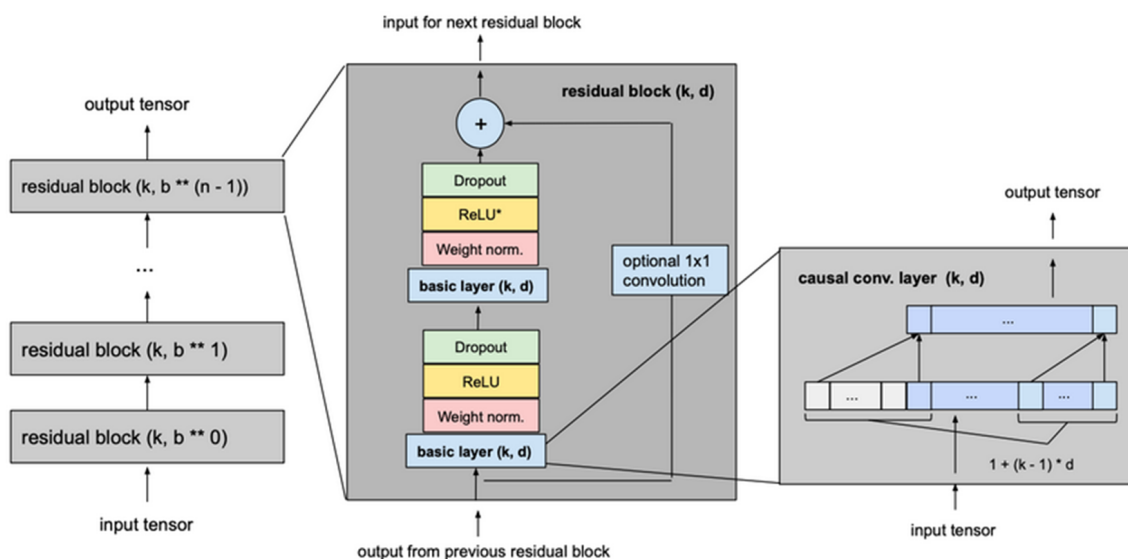 output tensor
residual block (k, b ** (n - 1))
...
residual block (k, b ** 1)
residual block (k, b ** 0)
input tensor
input for next residual block
residual block (k, d)
+
Dropout
ReLU*
Weight norm.
basic layer (k, d)
optional 1x1
convolution
Dropout
ReLU
Weight norm.
basic layer (k, d)
output from previous residual block
output tensor
causal conv. layer (k, d)
...
... ... ...
1 + (k - 1) * d
input tensor